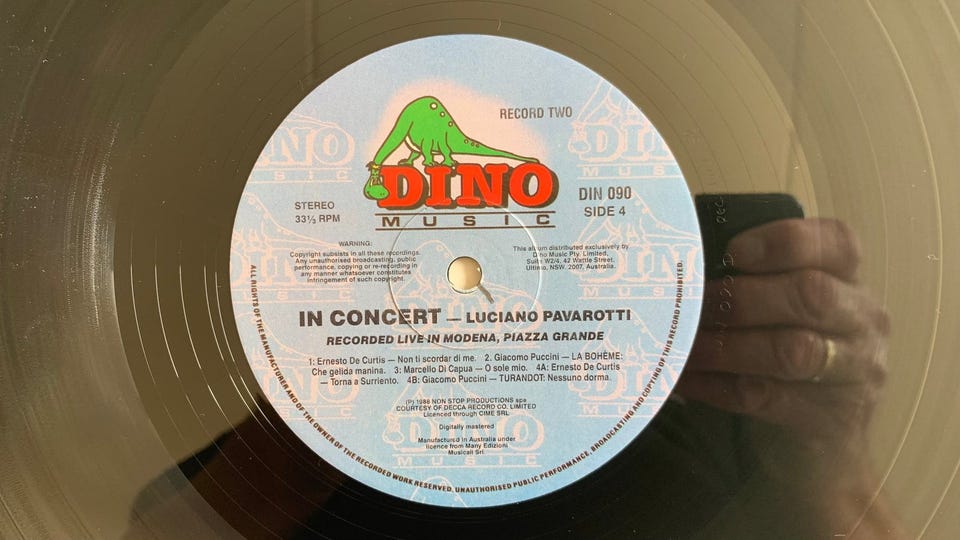 RECORD TWO
DINO
MUSIC
STEREO
33⅓ RPM
DIN 090
SIDE 4
WARNING:
Copyright subsists in all these recordings.
Any unauthorised broadcasting, public
performance, copying or re-recording in
any manner whatsoever constitutes
infringement of such copyright.
This album distributed exclusively by
Dino Music Pty. Limited,
Suite W2/4, 42 Wattle Street,
Ultimo, NSW. 2007, Australia.
IN CONCERT — LUCIANO PAVAROTTI
RECORDED LIVE IN MODENA, PIAZZA GRANDE
1: Ernesto De Curtis — Non ti scordar di me. 2: Giacomo Puccini — LA BOHÈME:
Che gelida manina. 3: Marcello Di Capua — O sole mio. 4A: Ernesto De Curtis
— Torna a Surriento. 4B: Giacomo Puccini — TURANDOT: Nessuno dorma.
(P) 1986 NON STOP PRODUCTIONS spe
COURTESY OF DECCA RECORD CO. LIMITED
Licenced through CIME SRL
Digitally mastered
Manufactured in Australia under
licence from Many Edizioni
Musicali Srl.
ALL RIGHTS OF THE MANUFACTURER AND OF THE OWNER OF THE RECORDED WORK RESERVED. UNAUTHORISED PUBLIC PERFORMANCE, BROADCASTING AND COPYING OF THIS RECORD PROHIBITED.